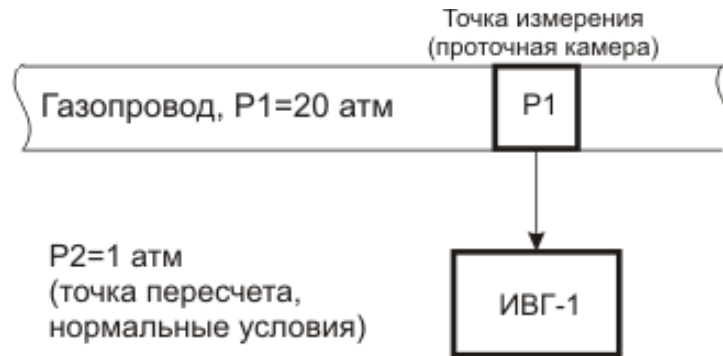 Точка измерения
(проточная камера)
Газопровод, P1=20 атм
P1
P2=1 атм
(точка пересчета,
нормальные условия)
ИВГ-1